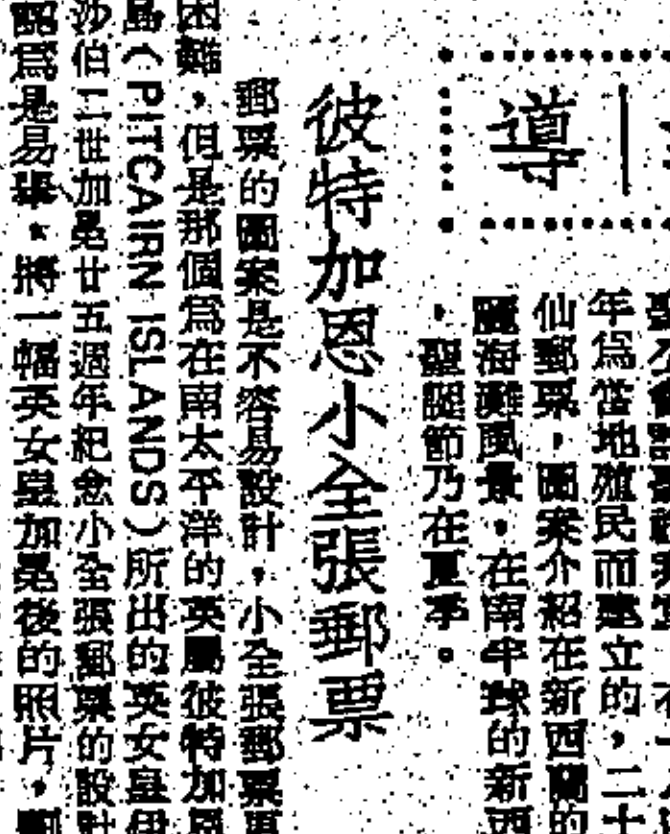 導
年爲當地殖民而建立的，二十
仙郵票，圖案介紹在新西蘭的
麗海灘風景，在南半球的新西
，聖誕節乃在夏季。
彼特加恩小全張郵票
郵票的圖案是不容易設計，小全張郵票更
困難，但是那個爲在南太平洋的英屬彼特加恩
島（PITCAIRN ISLANDS）所出的英女皇伊
沙伯二世加冕廿五週年紀念小全張郵票的設計
認爲是易舉，將一幅英女皇加冕後的照片，